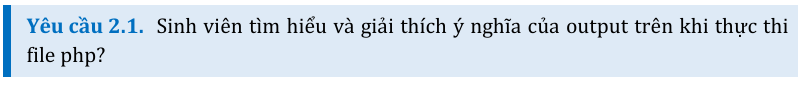 Yêu cầu 2.1. Sinh viên tìm hiểu và giải thích ý nghĩa của output trên khi thực thi
file php?